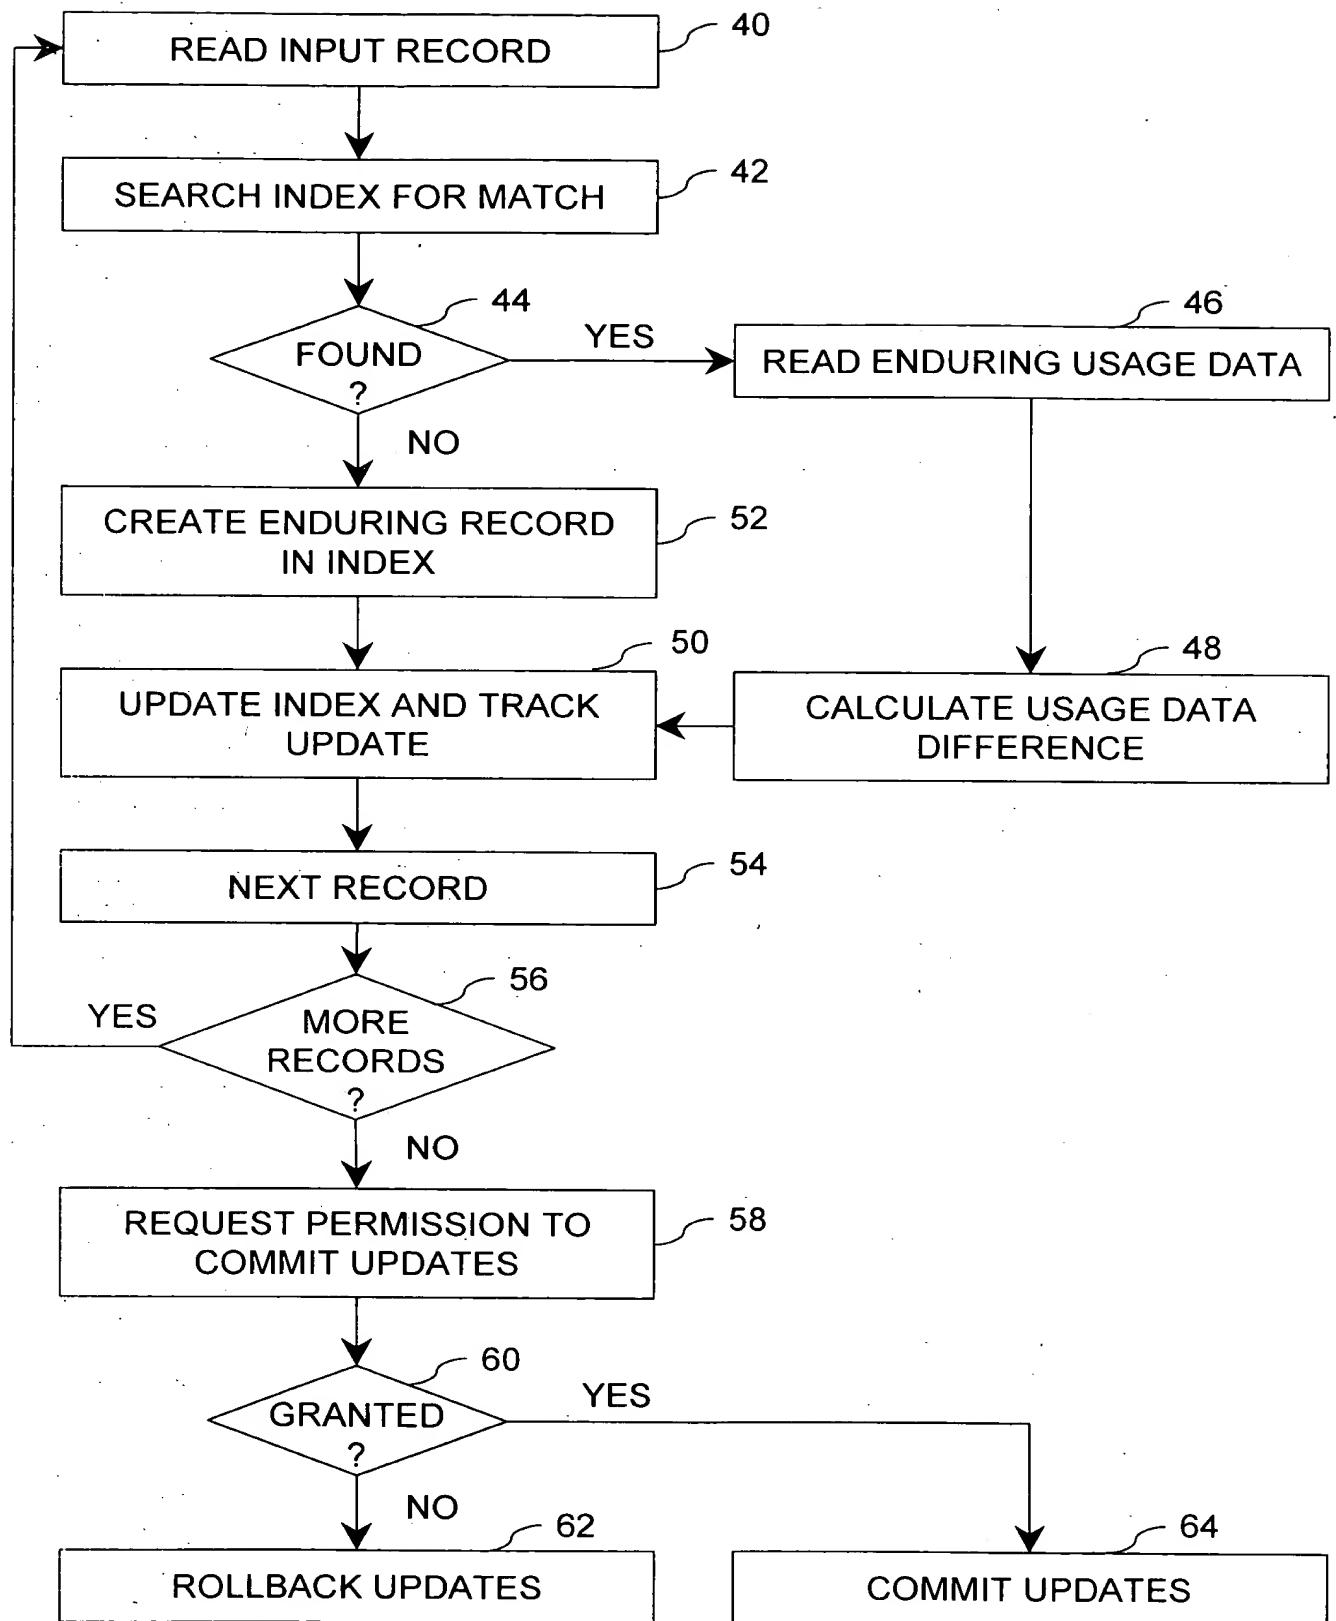 READ INPUT RECORD
40
SEARCH INDEX FOR MATCH
42
FOUND
?
44
YES
READ ENDURING USAGE DATA
46
NO
CREATE ENDURING RECORD
IN INDEX
52
UPDATE INDEX AND TRACK
UPDATE
50
CALCULATE USAGE DATA
DIFFERENCE
48
NEXT RECORD
54
MORE
RECORDS
?
56
YES
NO
REQUEST PERMISSION TO
COMMIT UPDATES
58
GRANTED
?
60
YES
NO
ROLLBACK UPDATES
62
COMMIT UPDATES
64